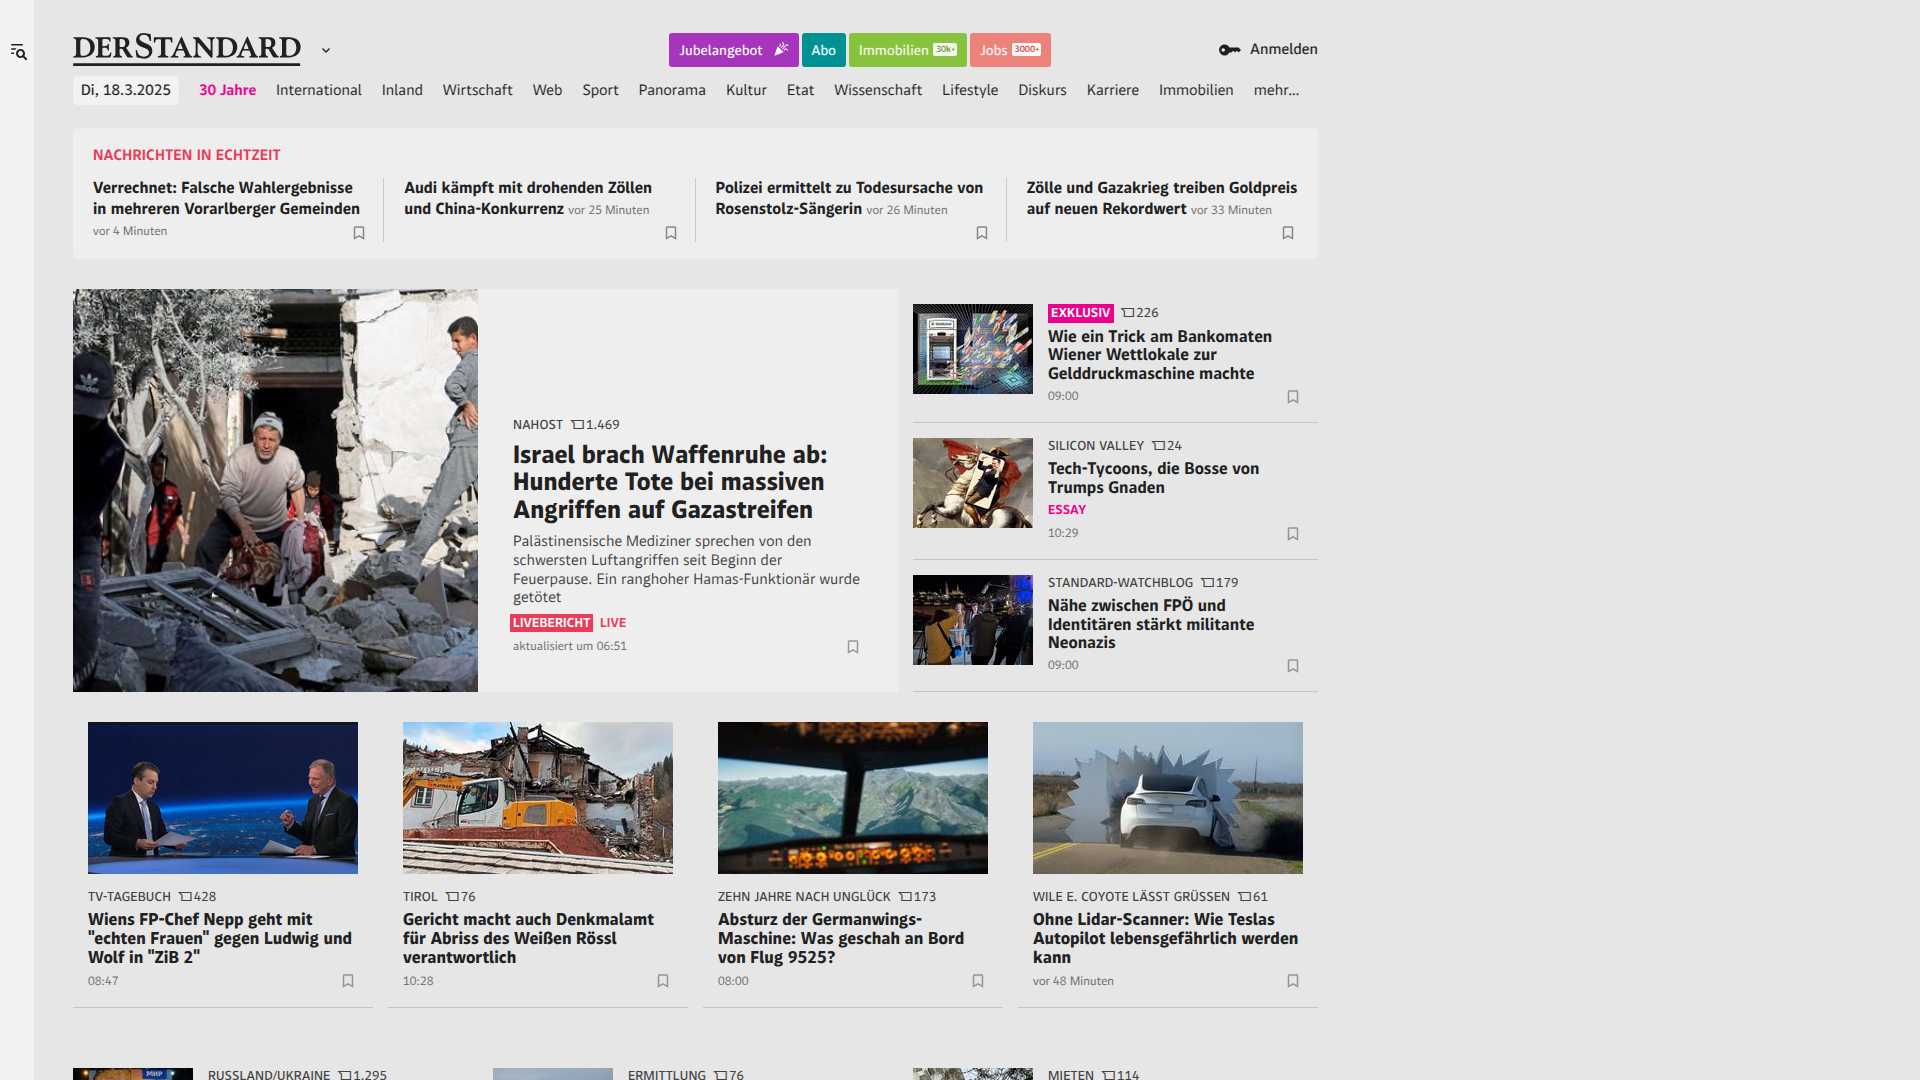 DERSTANDARD
Jubelangebot
Abo
Immobilien 30k+
Jobs 3000+
Anmelden
Di, 18.3.2025
30 Jahre
International
Inland
Wirtschaft
Web
Sport
Panorama
Kultur
Etat
Wissenschaft
Lifestyle
Diskurs
Karriere
Immobilien
mehr...
NACHRICHTEN IN ECHTZEIT
Verrechnet: Falsche Wahlergebnisse
in mehreren Vorarlberger Gemeinden
vor 4 Minuten
Audi kämpft mit drohenden Zöllen
und China-Konkurrenz vor 25 Minuten
Polizei ermittelt zu Todesursache von
Rosenstolz-Sängerin vor 26 Minuten
Zölle und Gazakrieg treiben Goldpreis
auf neuen Rekordwert vor 33 Minuten
NAHOST 1.469
Israel brach Waffenruhe ab:
Hunderte Tote bei massiven
Angriffen auf Gazastreifen
Palästinensische Mediziner sprechen von den
schwersten Luftangriffen seit Beginn der
Feuerpause. Ein ranghoher Hamas-Funktionär wurde
getötet
LIVEBERICHT LIVE
aktualisiert um 06:51
EXKLUSIV 226
Wie ein Trick am Bankomaten
Wiener Wettlokale zur
Gelddruckmaschine machte
09:00
SILICON VALLEY 24
Tech-Tycoons, die Bosse von
Trumps Gnaden
ESSAY
10:29
STANDARD-WATCHBLOG 179
Nähe zwischen FPÖ und
Identitären stärkt militante
Neonazis
09:00
TV-TAGEBUCH 428
Wiens FP-Chef Nepp geht mit
"echten Frauen" gegen Ludwig und
Wolf in "ZiB 2"
08:47
TIROL 76
Gericht macht auch Denkmalamt
für Abriss des Weißen Rössl
verantwortlich
10:28
ZEHN JAHRE NACH UNGLÜCK 173
Absturz der Germanwings-
Maschine: Was geschah an Bord
von Flug 9525?
08:00
WILE E. COYOTE LÄSST GRÜSSEN 61
Ohne Lidar-Scanner: Wie Teslas
Autopilot lebensgefährlich werden
kann
vor 48 Minuten
RUSSLAND/UKRAINE 1.295
ERMITTLUNG 76
MIETEN 114